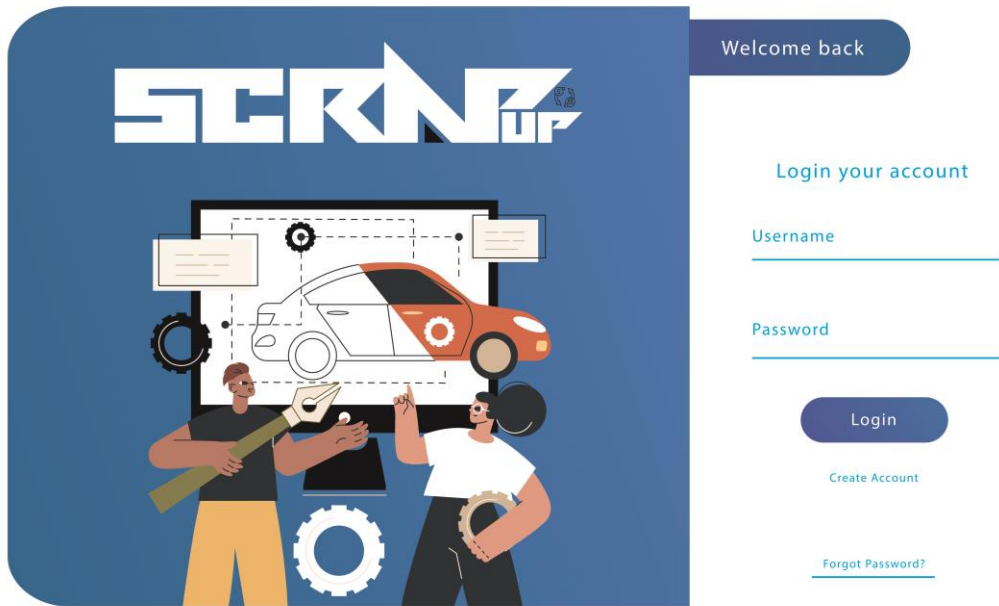 SCRAP
UP
Welcome back
Login your account
Username
Password
Login
Create Account
Forgot Password?